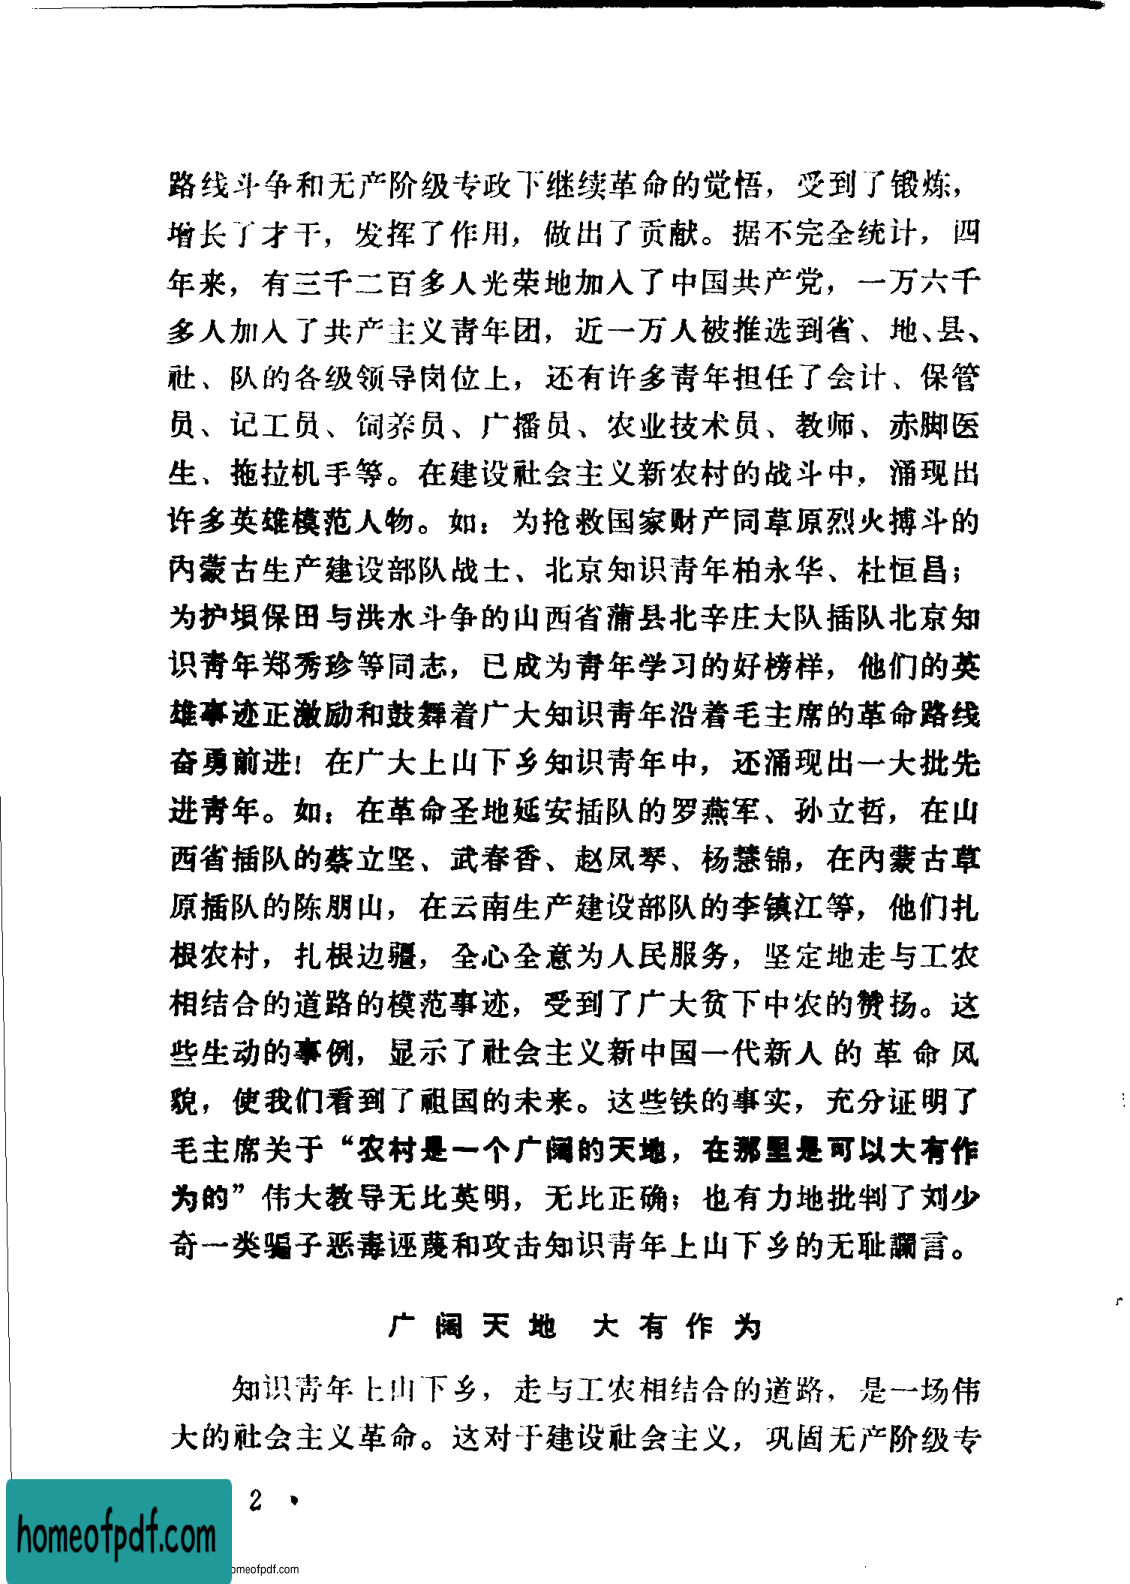 路线斗争和无产阶级专政下继续革命的觉悟，受到了锻炼，
增长了才干，发挥了作用，做出了贡献。据不完全统计，四
年来，有三千二百多人光荣地加入了中国共产党，一万六千
多人加入了共产主义青年团，近一万人被推选到省、地、县、
社、队的各级领导岗位上，还有许多青年担任了会计、保管
员、记工员、饲养员、广播员、农业技术员、教师、赤脚医
生、拖拉机手等。在建设社会主义新农村的战斗中，涌现出
许多英雄模范人物。如：为抢救国家财产同草原烈火搏斗的
内蒙古生产建设部队战士、北京知识青年柏永华、杜恒昌；
为护坝保田与洪水斗争的山西省蒲县北辛庄大队插队北京知
识青年郑秀珍等同志，已成为青年学习的好榜样，他们的英
雄事迹正激励和鼓舞着广大知识青年沿着毛主席的革命路线
奋勇前进！在广大上山下乡知识青年中，还涌现出一大批先
进青年。如：在革命圣地延安插队的罗燕军、孙立哲，在山
西省插队的蔡立坚、武春香、赵凤琴、杨慧锦，在内蒙古草
原插队的陈朋山，在云南生产建设部队的李镇江等，他们扎
根农村，扎根边疆，全心全意为人民服务，坚定地走与工农
相结合的道路的模范事迹，受到了广大贫下中农的赞扬。这
些生动的事例，显示了社会主义新中国一代新人的革命风
貌，使我们看到了祖国的未来。这些铁的事实，充分证明了
毛主席关于“农村是一个广阔的天地，在那里是可以大有作
为的”伟大教导无比英明，无比正确；也有力地批判了刘少
奇一类骗子恶毒诬蔑和攻击知识青年上山下乡的无耻谰言。
广阔天地 大有作为
知识青年上山下乡，走与工农相结合的道路，是一场伟
大的社会主义革命。这对于建设社会主义，巩固无产阶级专
2 ·
homeofpdf.com
omeofpdf.com